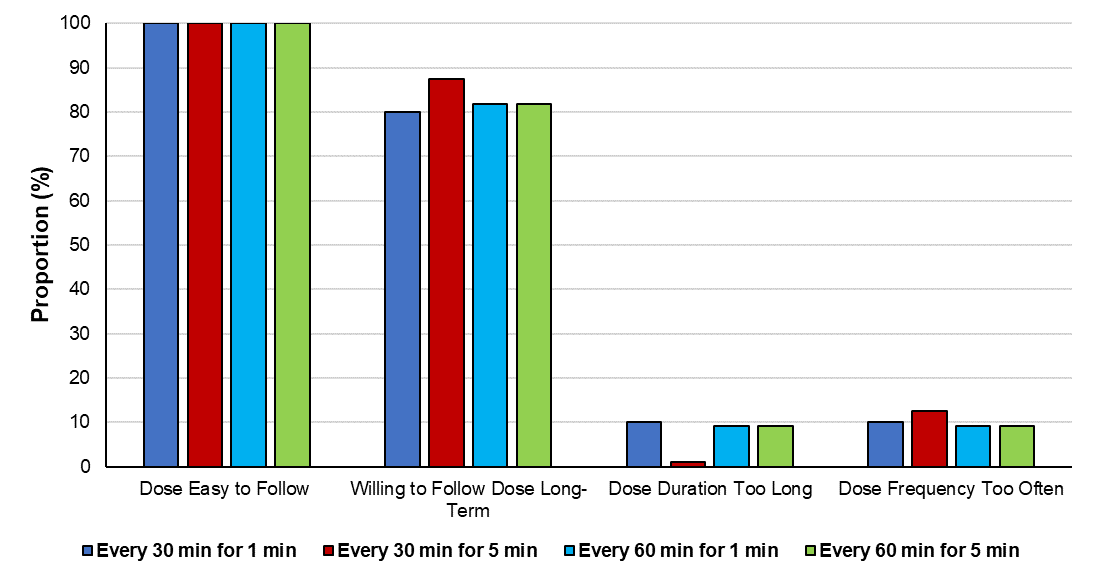 Proportion (%)
100
90
80
70
60
50
40
30
20
10
0
Dose Easy to Follow
Willing to Follow Dose Long-
Term
Dose Duration Too Long
Dose Frequency Too Often
Every 30 min for 1 min
Every 30 min for 5 min
Every 60 min for 1 min
Every 60 min for 5 min